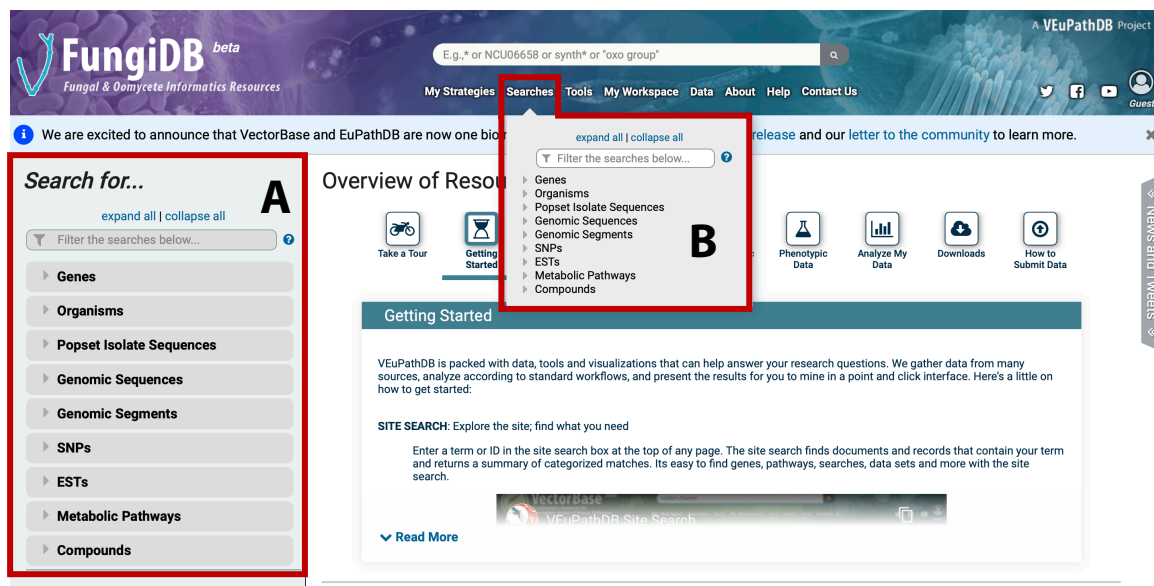 A VEuPathDB Project
FungiDB beta
Fungal & Oomycete Informatics Resources
E.g.,* or NCU06658 or synth* or "oxo group"
My Strategies Searches Tools My Workspace Data About Help Contact Us
Guest
We are excited to announce that VectorBase and EuPathDB are now one release and our letter to the community to learn more.
Search for...
A
expand all | collapse all
Filter the searches below...
Genes
Organisms
Popset Isolate Sequences
Genomic Sequences
Genomic Segments
SNPs
ESTs
Metabolic Pathways
Compounds
expand all | collapse all
Filter the searches below...
Genes
Organisms
Popset Isolate Sequences
Genomic Sequences
Genomic Segments
SNPs
ESTs
Metabolic Pathways
Compounds
B
Overview of
Take a Tour
Getting
Started
Phenotypic
Data
Analyze My
Data
Downloads
How to
Submit Data
News and Tweets
Getting Started
VEuPathDB is packed with data, tools and visualizations that can help answer your research questions. We gather data from many
sources, analyze according to standard workflows, and present the results for you to mine in a point and click interface. Here's a little on
how to get started:
SITE SEARCH: Explore the site; find what you need
Enter a term or ID in the site search box at the top of any page. The site search finds documents and records that contain your term
and returns a summary of categorized matches. Its easy to find genes, pathways, searches, data sets and more with the site
search.
VectorBase
VEuPathDB Site Search
Read More